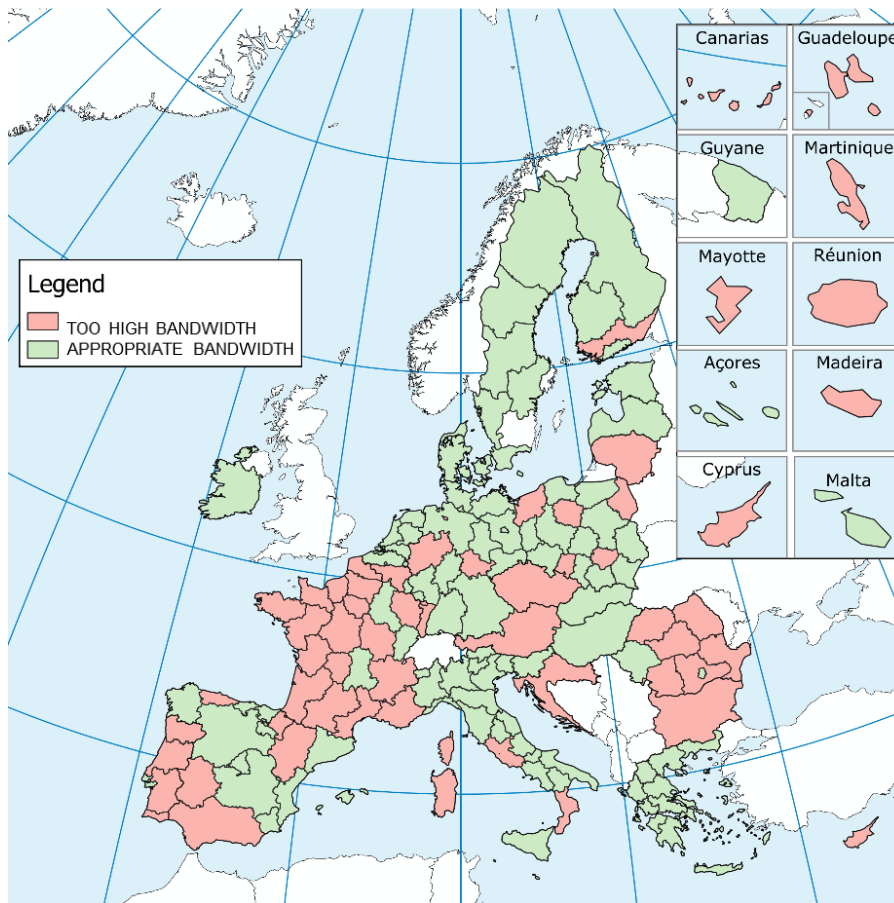 Canarias
Guadeloupe
Guyane
Martinique
Mayotte
Réunion
Açores
Madeira
Cyprus
Malta
Legend
TOO HIGH BANDWIDTH
APPROPRIATE BANDWIDTH